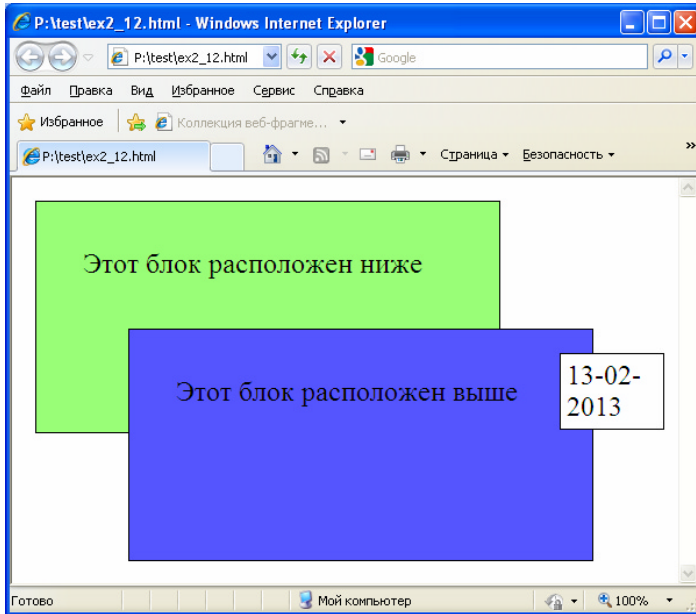 P:\test\ex2_12.html - Windows Internet Explorer
P:\test\ex2_12.html
Google
Файл Правка Вид Избранное Сервис Справка
Избранное Коллекция веб-фрагме...
P:\test\ex2_12.html Страница Безопасность »
Этот блок расположен ниже
Этот блок расположен выше
13-02-
2013
Готово Мой компьютер 100%